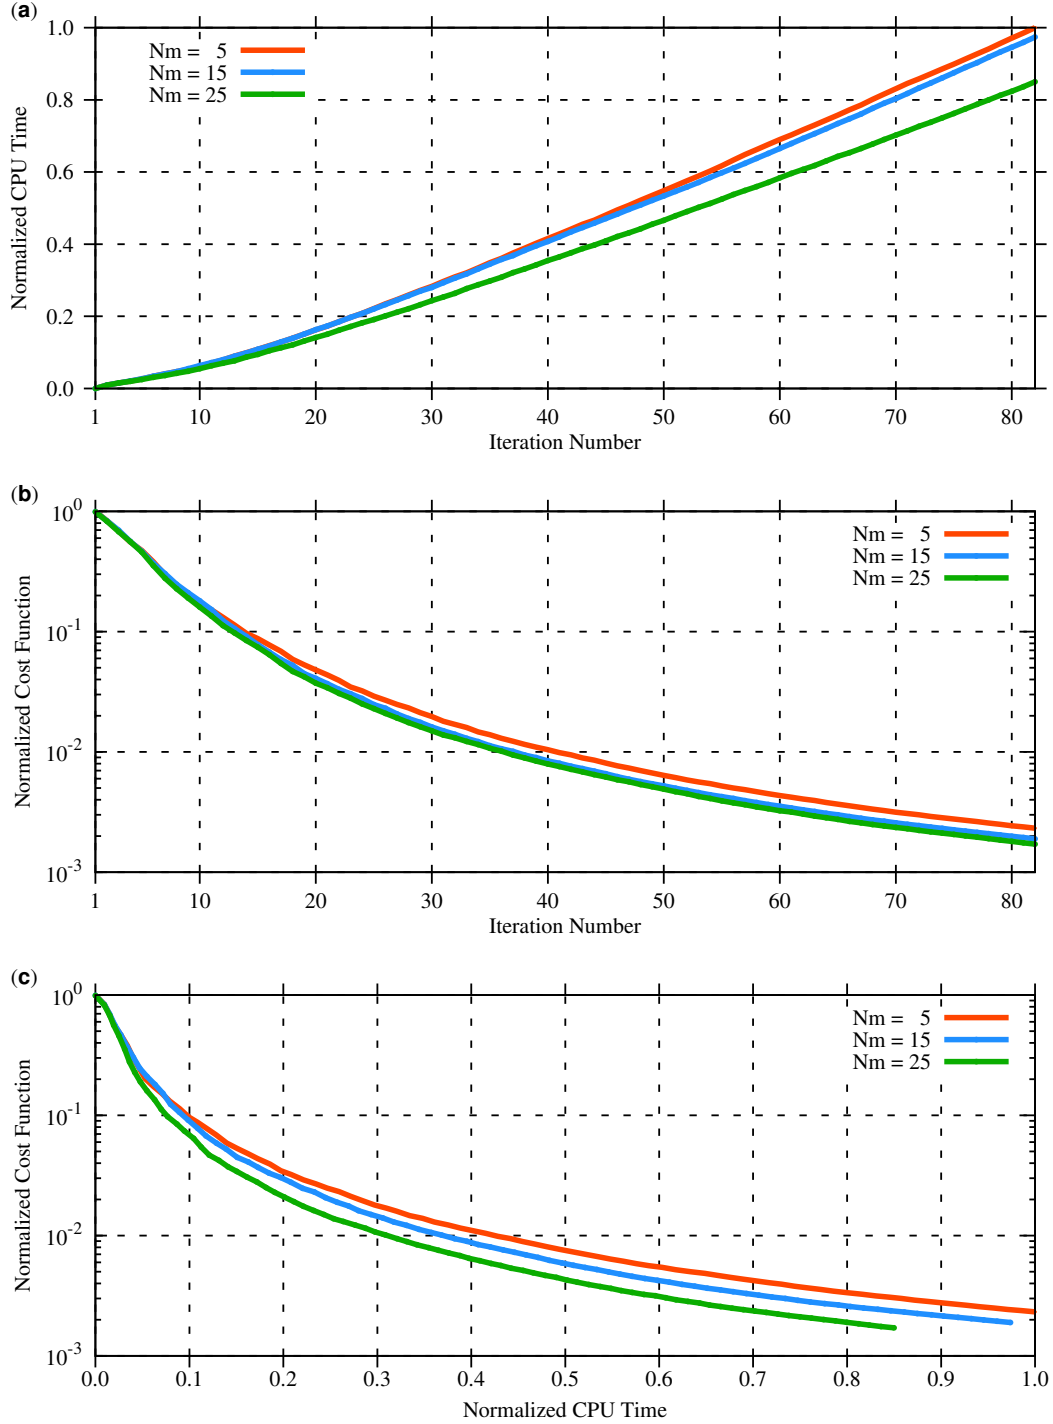 (a)
Normalized CPU Time
1.0
0.8
0.6
0.4
0.2
0.0
Nm = 5
Nm = 15
Nm = 25
1 10 20 30 40 50 60 70 80
Iteration Number
(b)
Normalized Cost Function
10^0
10^-1
10^-2
10^-3
Nm = 5
Nm = 15
Nm = 25
1 10 20 30 40 50 60 70 80
Iteration Number
(c)
Normalized Cost Function
10^0
10^-1
10^-2
10^-3
Nm = 5
Nm = 15
Nm = 25
0.0 0.1 0.2 0.3 0.4 0.5 0.6 0.7 0.8 0.9 1.0
Normalized CPU Time